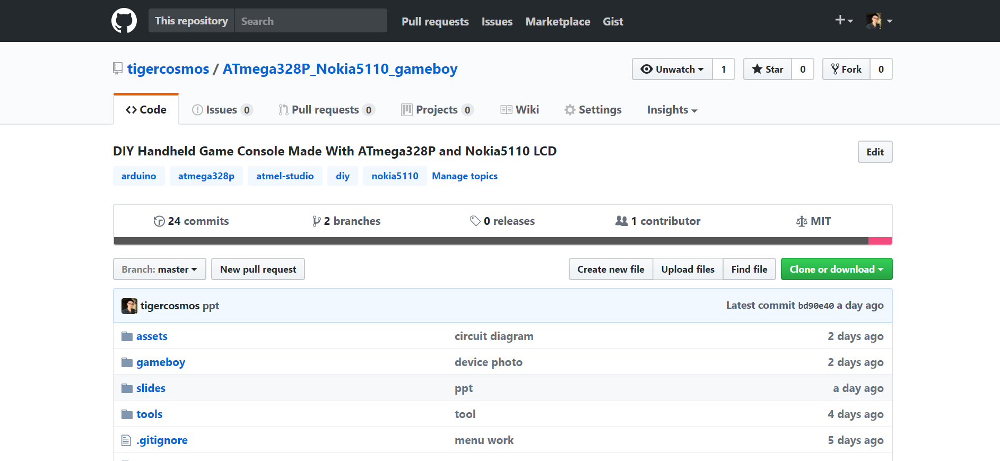 This repository Search Pull requests Issues Marketplace Gist
tigercosmos / ATmega328P_Nokia5110_gameboy Unwatch 1 Star 0 Fork 0
Code Issues 0 Pull requests 0 Projects 0 Wiki Settings Insights
DIY Handheld Game Console Made With ATmega328P and Nokia5110 LCD Edit
arduino atmega328p atmel-studio diy nokia5110 Manage topics
24 commits 2 branches 0 releases 1 contributor MIT
Branch: master New pull request Create new file Upload files Find file Clone or download
tigercosmos ppt Latest commit bd90e40 a day ago
assets circuit diagram 2 days ago
gameboy device photo 2 days ago
slides ppt a day ago
tools tool 4 days ago
.gitignore menu work 5 days ago